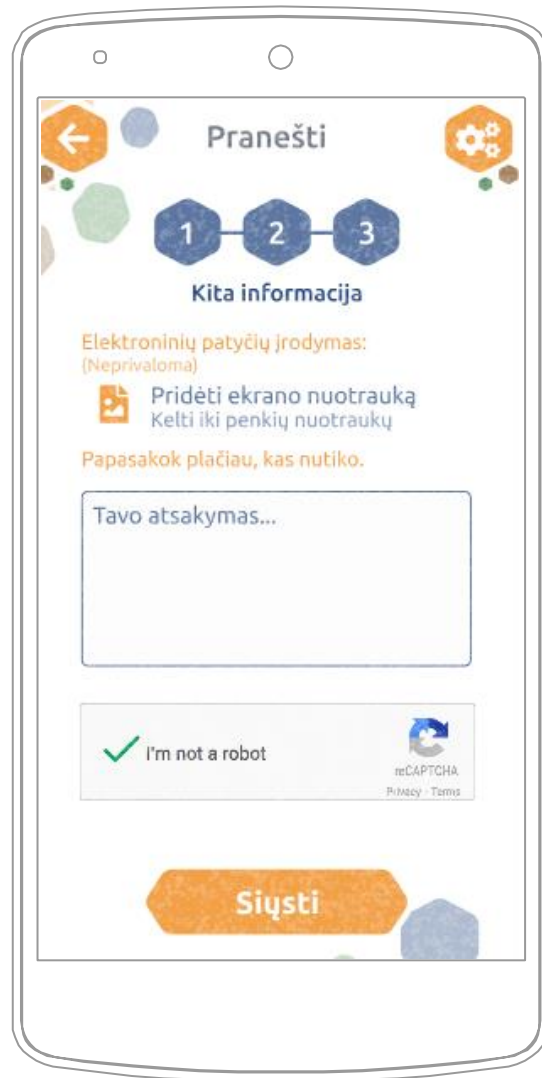 Pranešti
1 2 3
Kita informacija
Elektroninių patyčių įrodymas:
(Neprivaloma)
Pridėti ekrano nuotrauką
Kelti iki penkių nuotraukų
Papasakok plačiau, kas nutiko.
Tavo atsakymas...
I'm not a robot
reCAPTCHA
Privacy - Terms
Siųsti